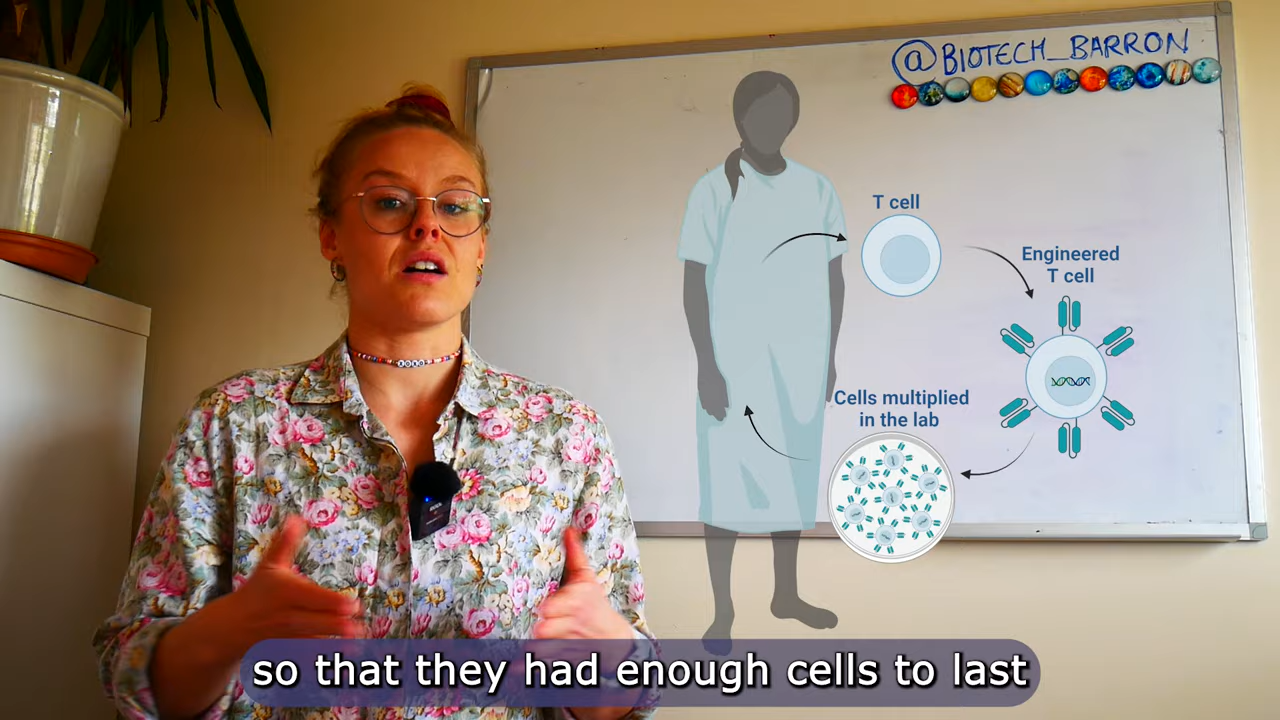 @BIOTECH_BARRON
T cell
Engineered
T cell
Cells multiplied
in the lab
so that they had enough cells to last